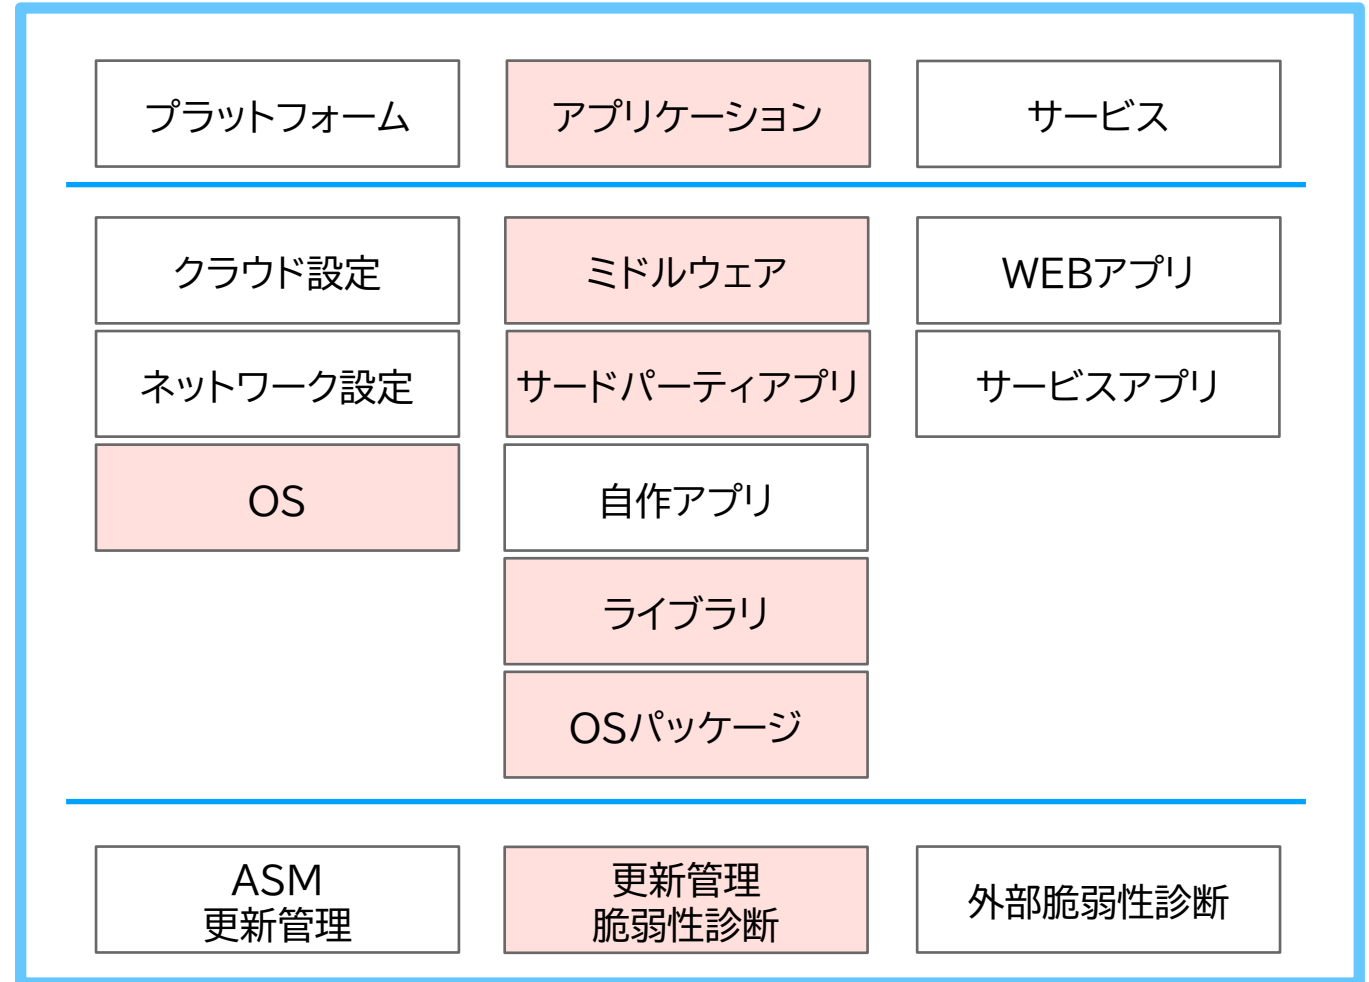 プラットフォーム
アプリケーション
サービス
クラウド設定
ミドルウェア
WEBアプリ
ネットワーク設定
サードパーティアプリ
サービスアプリ
OS
自作アプリ
ライブラリ
OSパッケージ
ASM
更新管理
更新管理
脆弱性診断
外部脆弱性診断